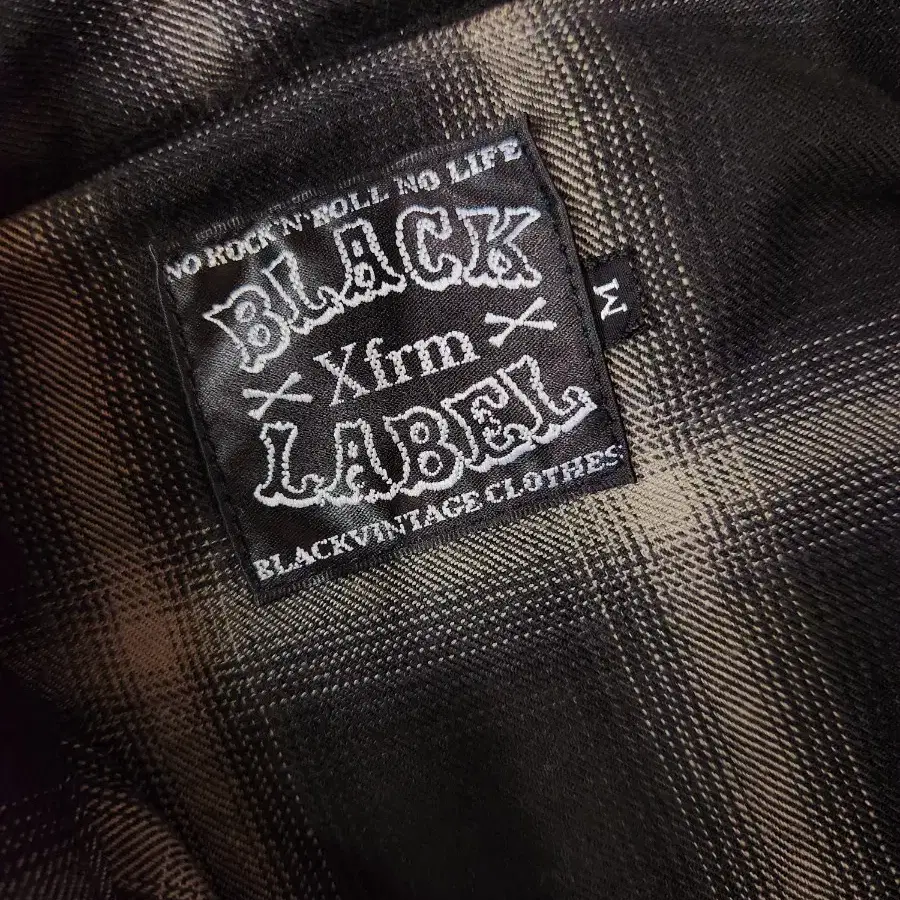 NO ROCK'N'ROLL NO LIFE
BLACK
Xfrm
LABEL
BLACKVINTAGE CLOTHES
M